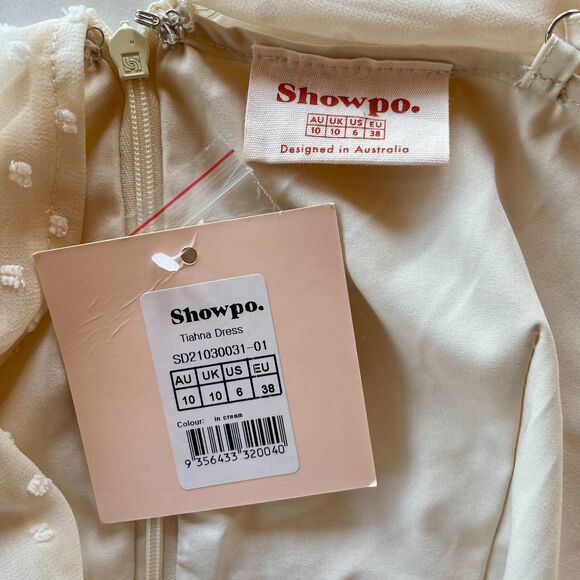 Showpo.
AU UK US EU
10 10 6 38
Designed in Australia
Showpo.
Tiahna Dress
SD21030031-01
AU UK US EU
10 10 6 38
Colour: in cream
9 356433 320040